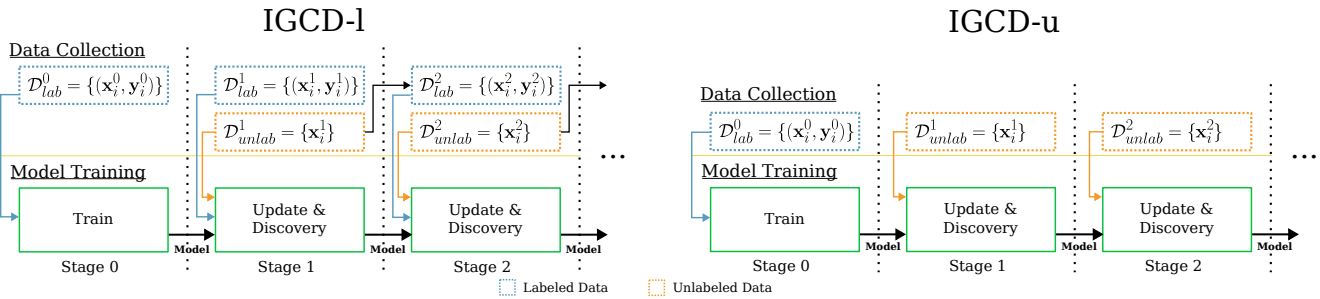 IGCD-l
Data Collection
𝒟⁰_lab = {(x⁰_i, y⁰_i)}
𝒟¹_lab = {(x¹_i, y¹_i)}
𝒟²_lab = {(x²_i, y²_i)}
𝒟¹_unlab = {x¹_i}
𝒟²_unlab = {x²_i}
...
Model Training
Train
Update &
Discovery
Update &
Discovery
Model
Model
Model
Stage 0
Stage 1
Stage 2
IGCD-u
Data Collection
𝒟⁰_lab = {(x⁰_i, y⁰_i)}
𝒟¹_unlab = {x¹_i}
𝒟²_unlab = {x²_i}
...
Model Training
Train
Update &
Discovery
Update &
Discovery
Model
Model
Model
Stage 0
Stage 1
Stage 2
Labeled Data
Unlabeled Data